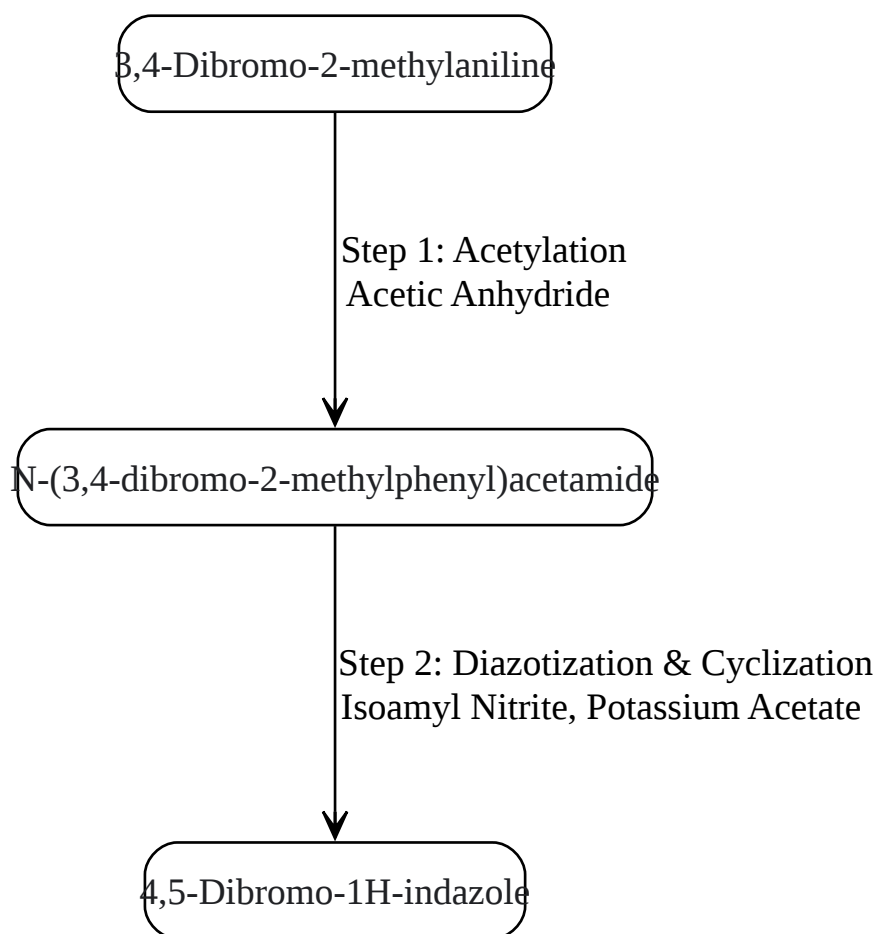 3,4-Dibromo-2-methylaniline
Step 1: Acetylation
Acetic Anhydride
N-(3,4-dibromo-2-methylphenyl)acetamide
Step 2: Diazotization & Cyclization
Isoamyl Nitrite, Potassium Acetate
4,5-Dibromo-1H-indazole